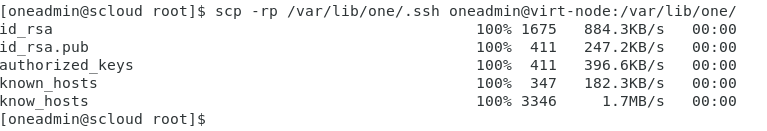 [oneadmin@scloud root]$ scp -rp /var/lib/one/.ssh oneadmin@virt-node:/var/lib/one/
id_rsa 100% 1675 884.3KB/s 00:00
id_rsa.pub 100% 411 247.2KB/s 00:00
authorized_keys 100% 411 396.6KB/s 00:00
known_hosts 100% 347 182.3KB/s 00:00
know_hosts 100% 3346 1.7MB/s 00:00
[oneadmin@scloud root]$